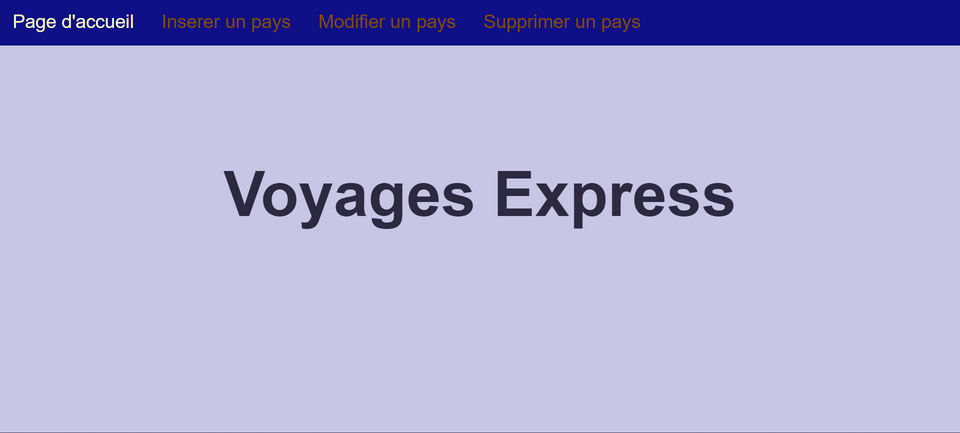 Page d'accueil Inserer un pays Modifier un pays Supprimer un pays
Voyages Express